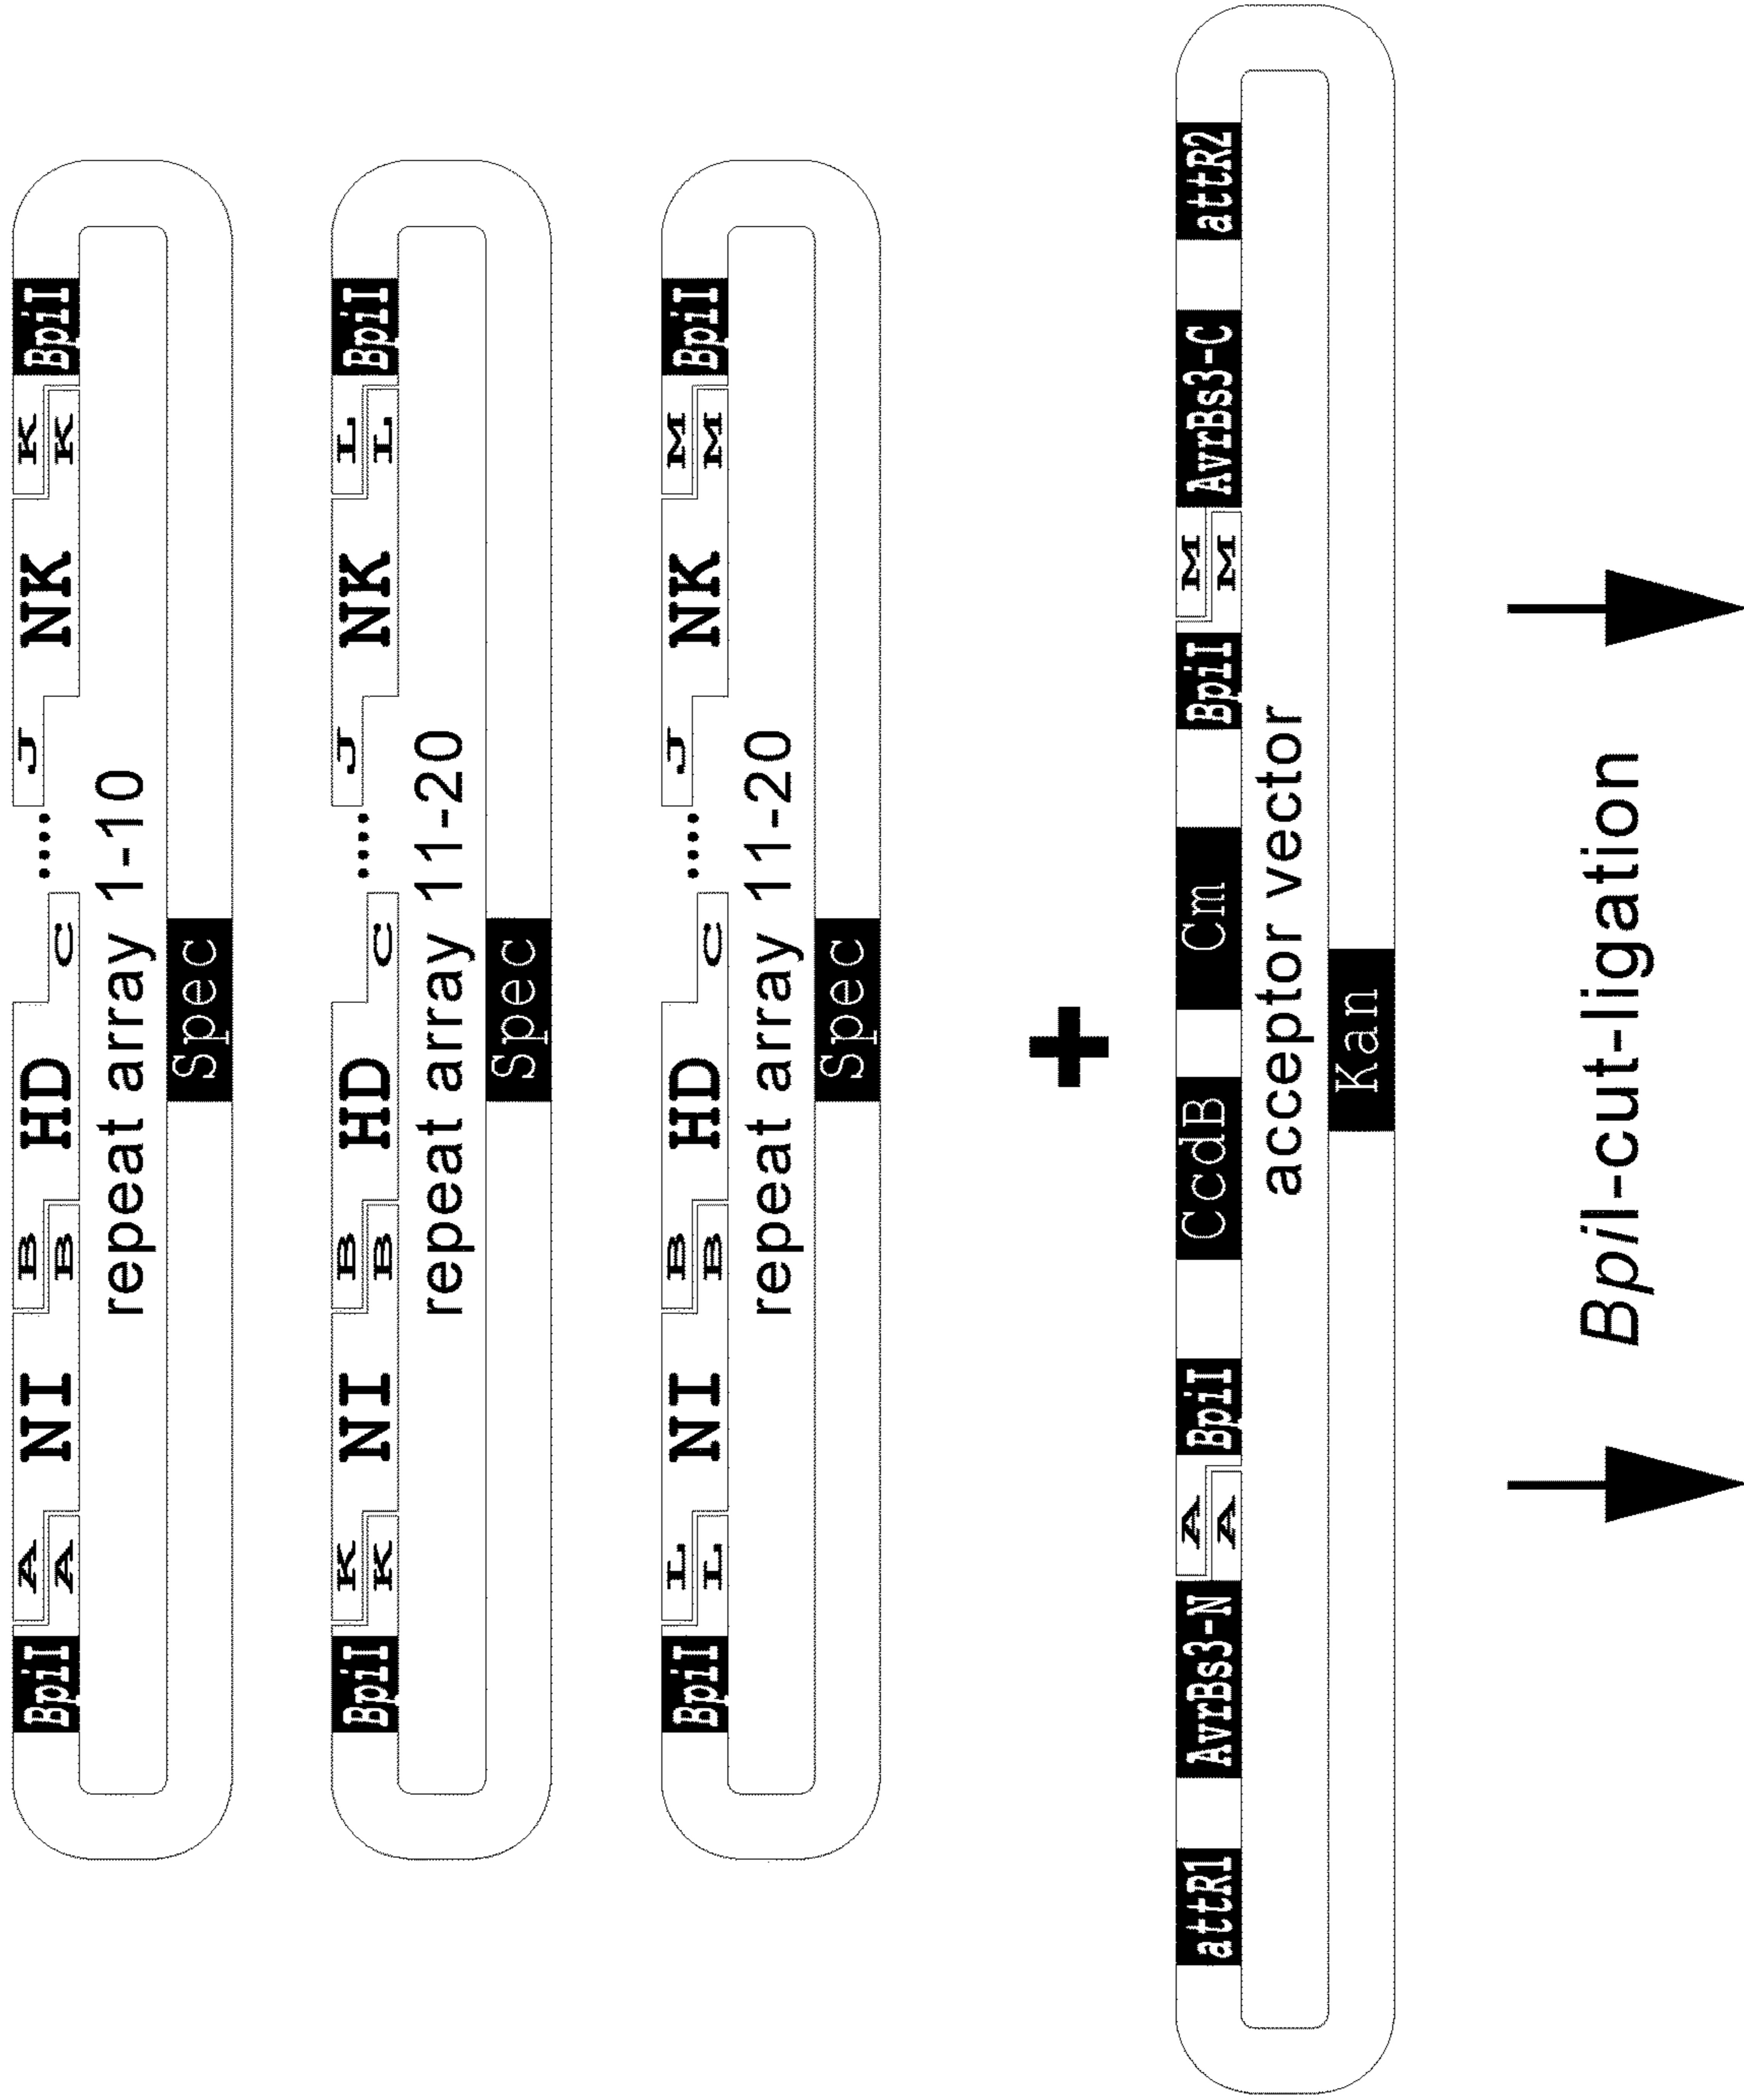 BpiI A A NI B B HD C .... J NK K K BpiI
repeat array 1-10
Spec
BpiI K K NI B B HD C .... J NK L L BpiI
repeat array 11-20
Spec
BpiI L L NI B B HD C .... J NK M M BpiI
repeat array 11-20
Spec
+
attR1 AvrBs3-N A A BpiI CcdB Cm BpiI M M AvrBs3-C attR2
acceptor vector
Kan
BpiI-cut-ligation